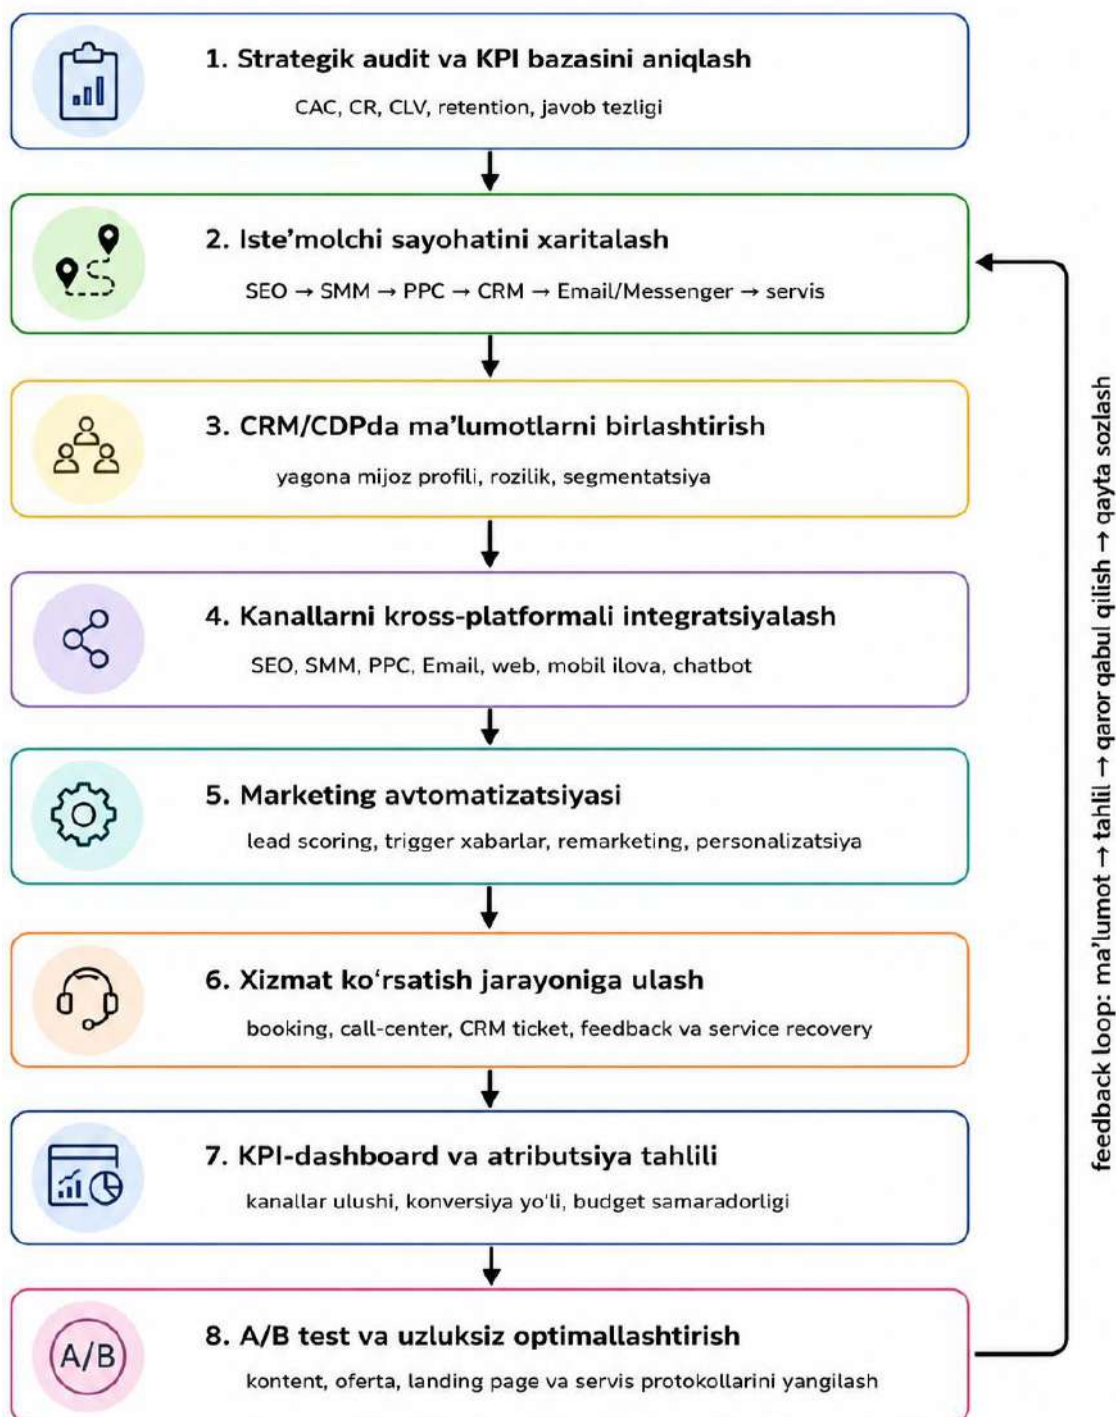 1. Strategik audit va KPI bazasini aniqlash
CAC, CR, CLV, retention, javob tezligi
2. Iste’molchi sayohatini xaritalash
SEO → SMM → PPC → CRM → Email/Messenger → servis
3. CRM/CDPda ma’lumotlarni birlashtirish
yagona mijoz profili, rozilik, segmentatsiya
4. Kanallarni kross-platformali integratsiyalash
SEO, SMM, PPC, Email, web, mobil ilova, chatbot
5. Marketing avtomatizatsiyasi
lead scoring, trigger xabarlar, remarketing, personalizatsiya
6. Xizmat ko‘rsatish jarayoniga ulash
booking, call-center, CRM ticket, feedback va service recovery
7. KPI-dashboard va atributsiya tahlili
kanallar ulushi, konversiya yo‘li, budget samaradorligi
A/B
8. A/B test va uzluksiz optimallashtirish
kontent, oferta, landing page va servis protokollarini yangilash
feedback loop: ma’lumot → tahlil → qaror qabul qilish → qayta sozlash